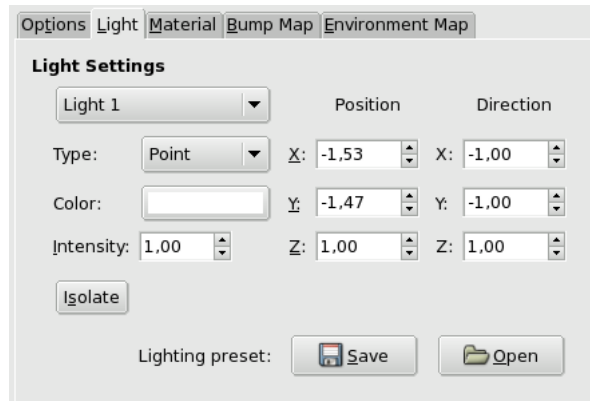 Options Light Material Bump Map Environment Map
Light Settings
Light 1 Position Direction
Type: Point X: -1,53 X: -1,00
Color: Y: -1,47 Y: -1,00
Intensity: 1,00 Z: 1,00 Z: 1,00
Isolate
Lighting preset: Save Open